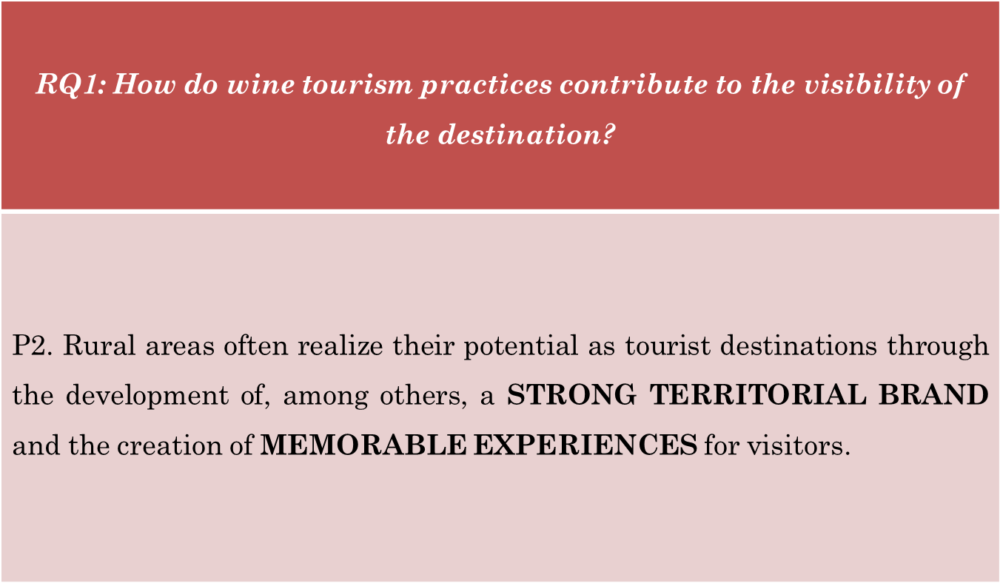 RQ1: How do wine tourism practices contribute to the visibility of
the destination?
P2. Rural areas often realize their potential as tourist destinations through
the development of, among others, a STRONG TERRITORIAL BRAND
and the creation of MEMORABLE EXPERIENCES for visitors.